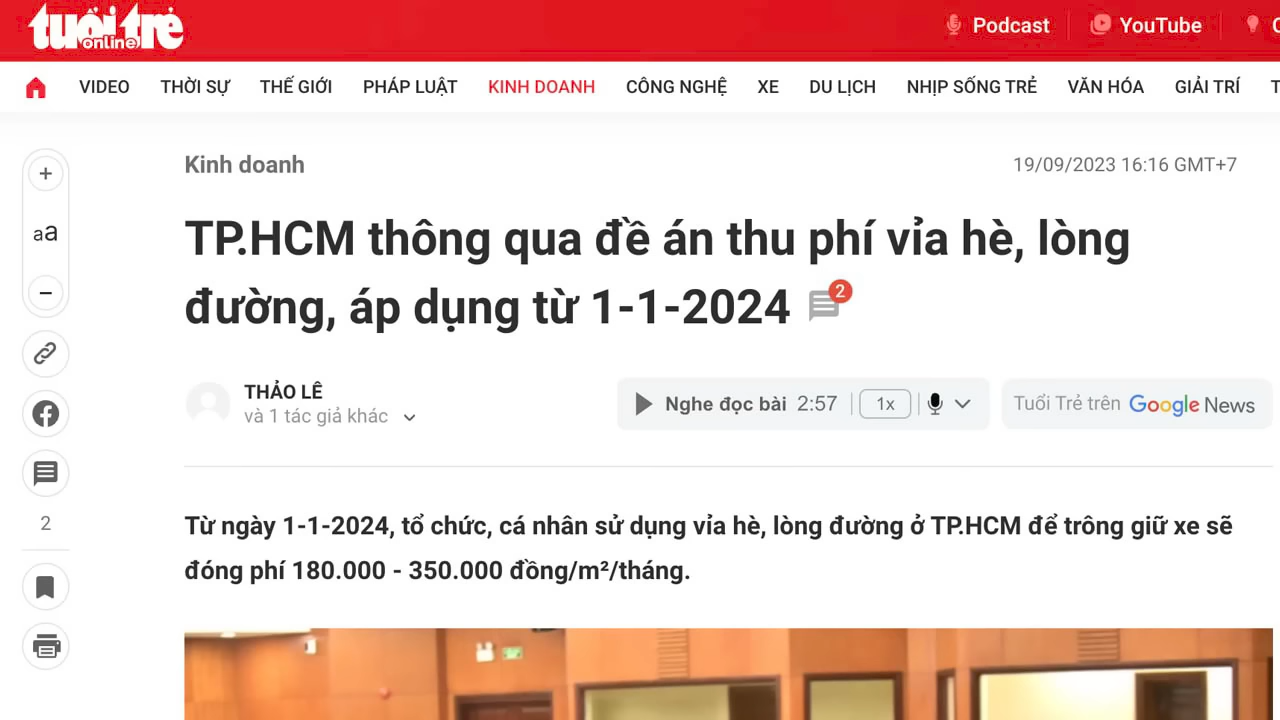 tuổi trẻ
online
Podcast
YouTube
VIDEO THỜI SỰ THẾ GIỚI PHÁP LUẬT KINH DOANH CÔNG NGHỆ XE DU LỊCH NHỊP SỐNG TRẺ VĂN HÓA GIẢI TRÍ
Kinh doanh
19/09/2023 16:16 GMT+7
TP.HCM thông qua đề án thu phí vỉa hè, lòng
đường, áp dụng từ 1-1-2024 2
THẢO LÊ
và 1 tác giả khác
Nghe đọc bài 2:57 1x
Tuổi Trẻ trên Google News
Từ ngày 1-1-2024, tổ chức, cá nhân sử dụng vỉa hè, lòng đường ở TP.HCM để trông giữ xe sẽ
đóng phí 180.000 - 350.000 đồng/m²/tháng.
+
aa
−
2